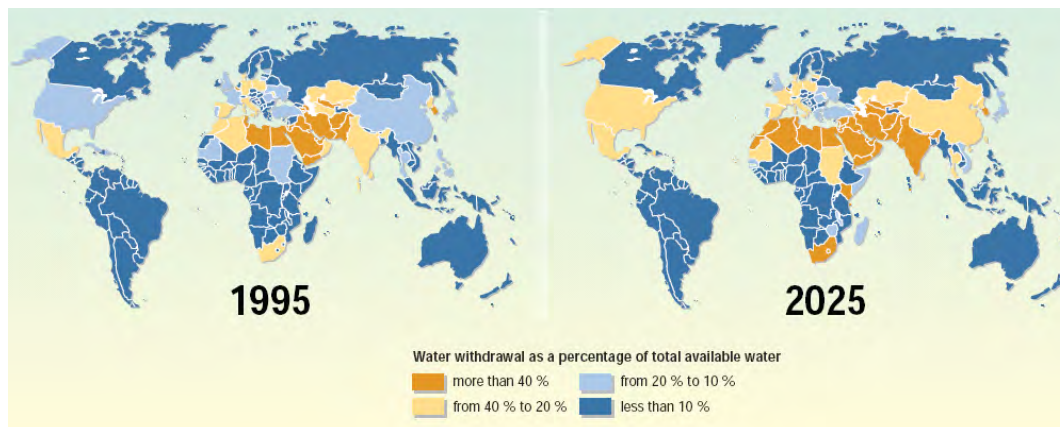 1995
2025
Water withdrawal as a percentage of total available water
more than 40 %
from 20 % to 10 %
from 40 % to 20 %
less than 10 %